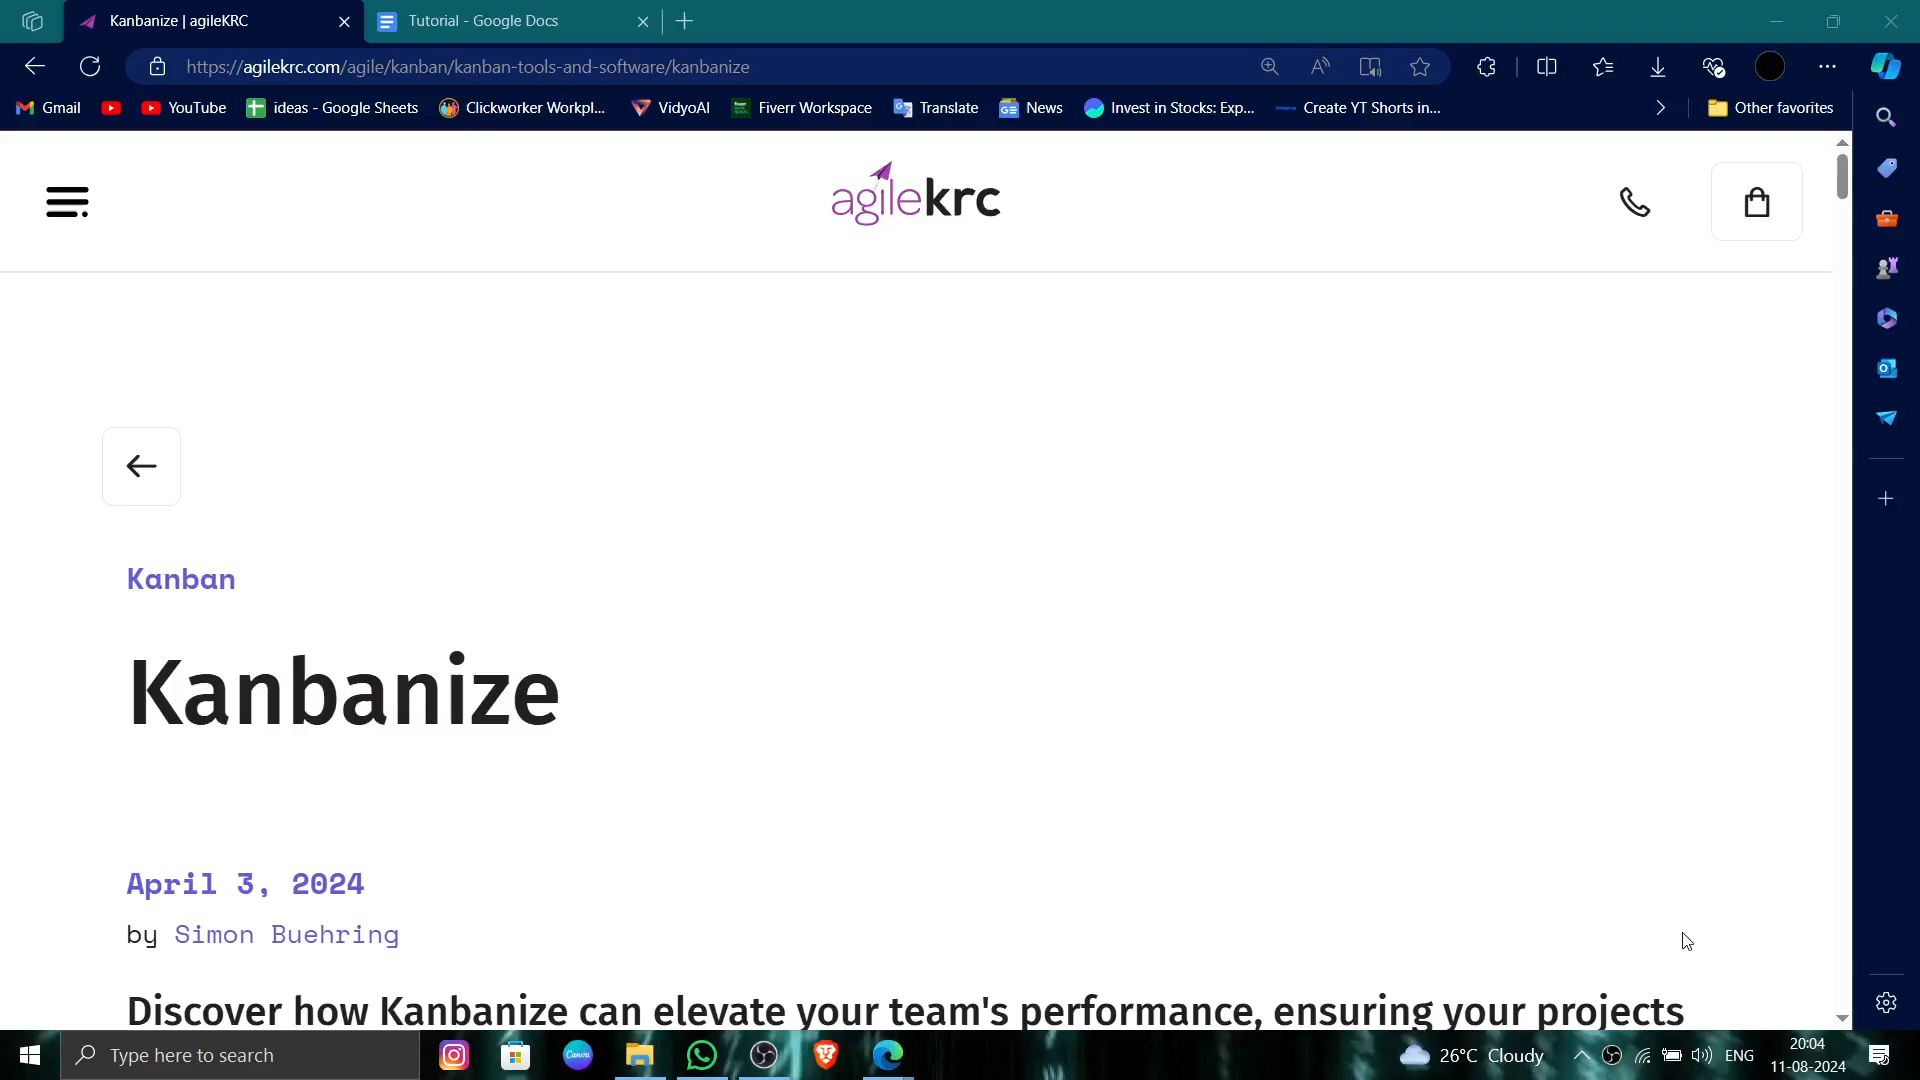 Kanbanize | agileKRC
Tutorial - Google Docs
https://agilekrc.com/agile/kanban/kanban-tools-and-software/kanbanize
Gmail
YouTube
ideas - Google Sheets
Clickworker Workpl...
VidyoAI
Fiverr Workspace
Translate
News
Invest in Stocks: Exp...
Create YT Shorts in...
Other favorites
agilekrc
Kanban
Kanbanize
April 3, 2024
by Simon Buehring
Discover how Kanbanize can elevate your team's performance, ensuring your projects
Type here to search
Canva
26°C Cloudy
ENG
20:04
11-08-2024